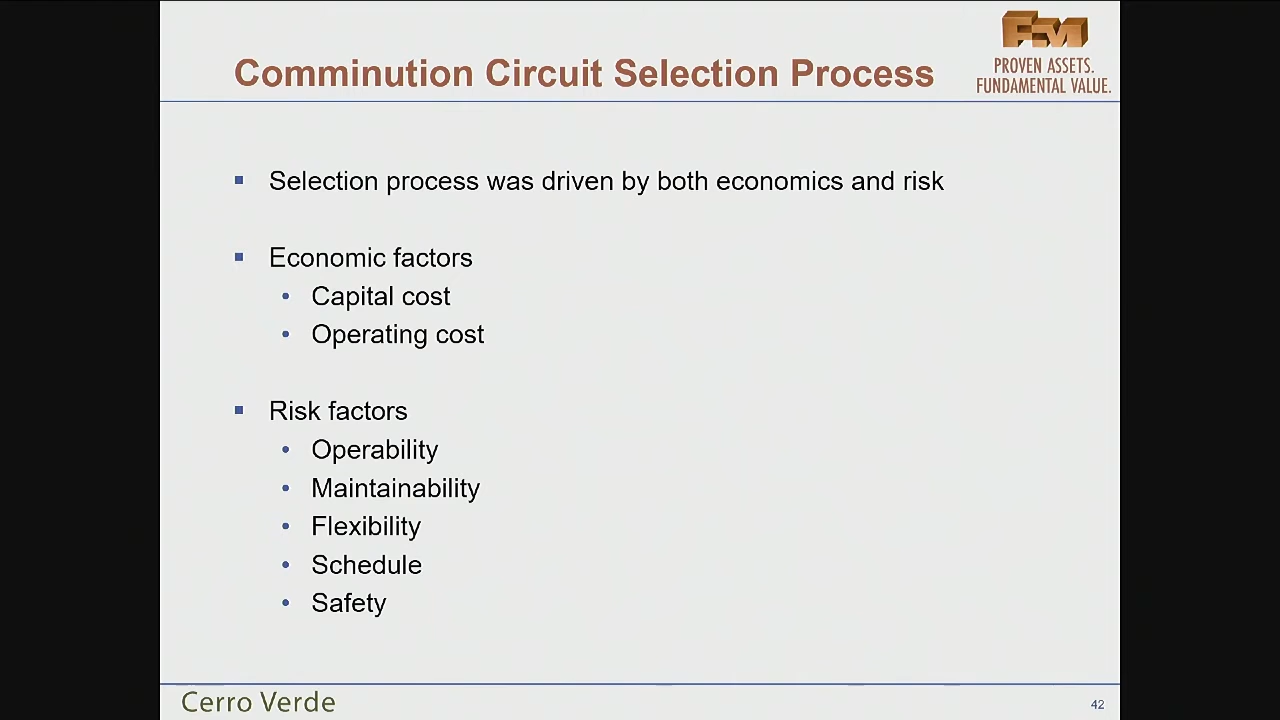 FM
PROVEN ASSETS.
FUNDAMENTAL VALUE.
Comminution Circuit Selection Process
Selection process was driven by both economics and risk
Economic factors
Capital cost
Operating cost
Risk factors
Operability
Maintainability
Flexibility
Schedule
Safety
Cerro Verde
42